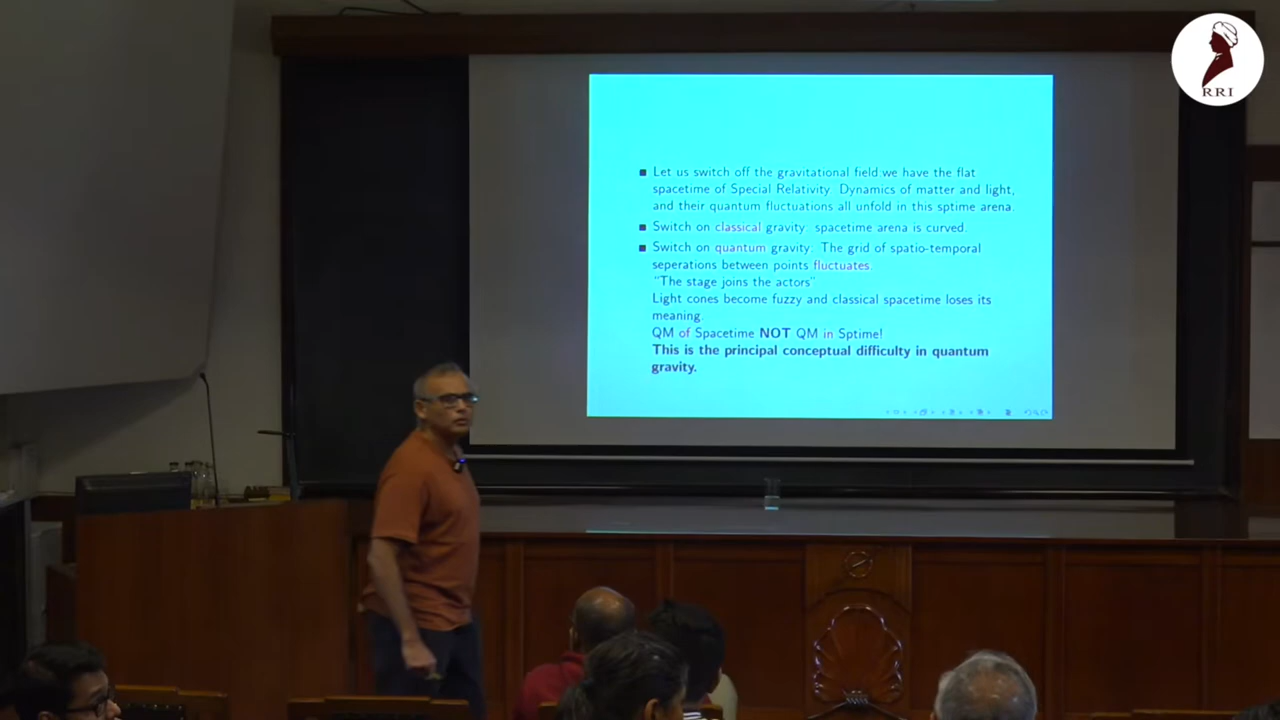 RRI
■ Let us switch off the gravitational field we have the flat
spacetime of Special Relativity. Dynamics of matter and light,
and their quantum fluctuations all unfold in this sptime arena.
■ Switch on classical gravity: spacetime arena is curved.
■ Switch on quantum gravity: The grid of spatio-temporal
seperations between points fluctuates.
"The stage joins the actors"
Light cones become fuzzy and classical spacetime loses its
meaning.
QM of Spacetime NOT QM in Sptime!
This is the principal conceptual difficulty in quantum
gravity.